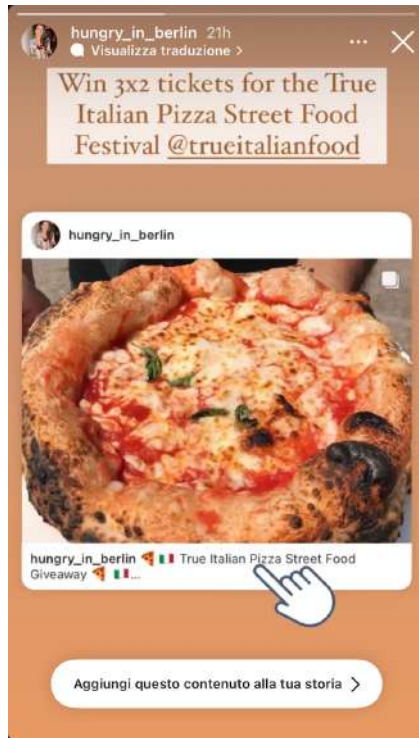 hungry_in_berlin 21h
Visualizza traduzione >
Win 3x2 tickets for the True
Italian Pizza Street Food
Festival @trueitalianfood
hungry_in_berlin
hungry_in_berlin 🍕 🇮🇹 True Italian Pizza Street Food
Giveaway 🍕 🇮🇹...
Aggiungi questo contenuto alla tua storia >